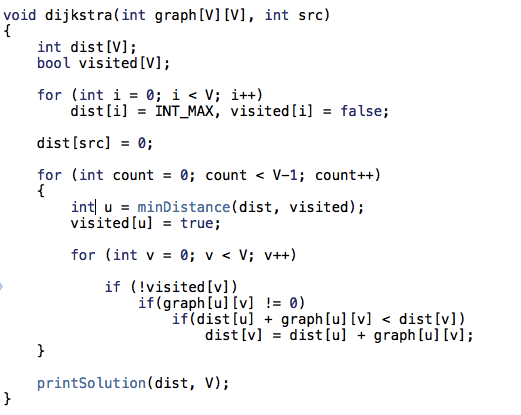 void dijkstra(int graph[V][V], int src)
{
    int dist[V];
    bool visited[V];

    for (int i = 0; i < V; i++)
        dist[i] = INT_MAX, visited[i] = false;

    dist[src] = 0;

    for (int count = 0; count < V-1; count++)
    {
        int u = minDistance(dist, visited);
        visited[u] = true;

        for (int v = 0; v < V; v++)

            if (!visited[v])
                if(graph[u][v] != 0)
                    if(dist[u] + graph[u][v] < dist[v])
                        dist[v] = dist[u] + graph[u][v];
    }

    printSolution(dist, V);
}